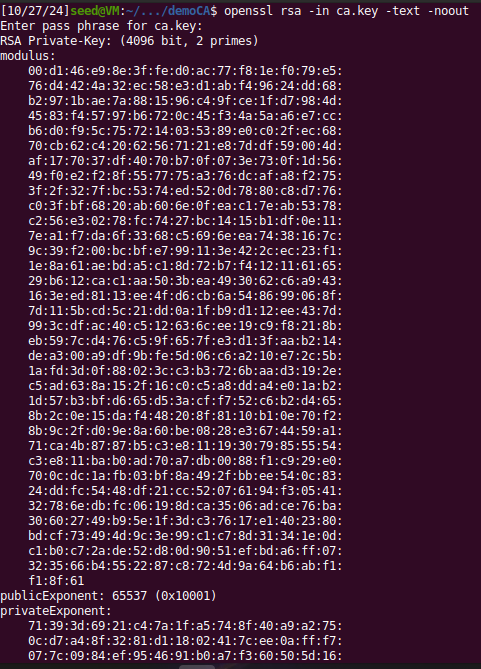 [10/27/24]seed@VM:~/.../demoCA$ openssl rsa -in ca.key -text -noout
Enter pass phrase for ca.key:
RSA Private-Key: (4096 bit, 2 primes)
modulus:
    00:d1:46:e9:8e:3f:fe:d0:ac:77:f8:1e:f0:79:e5:
    76:d4:42:4a:32:ec:58:e3:d1:ab:f4:96:24:dd:68:
    b2:97:1b:ae:7a:88:15:96:c4:9f:ce:1f:d7:98:4d:
    45:83:f4:57:97:b6:72:0c:45:f3:4a:5a:a6:e7:cc:
    b6:d0:f9:5c:75:72:14:03:53:89:e0:c0:2f:ec:68:
    70:cb:62:c4:20:62:56:71:21:e8:7d:df:59:00:4d:
    af:17:70:37:df:40:70:b7:0f:07:3e:73:0f:1d:56:
    49:f0:e2:f2:8f:55:77:75:a3:76:dc:af:a8:f2:75:
    3f:2f:32:7f:bc:53:74:ed:52:0d:78:80:c8:d7:76:
    c0:3f:bf:68:20:ab:60:6e:0f:ea:c1:7e:ab:53:78:
    c2:56:e3:02:78:fc:74:27:bc:14:15:b1:df:0e:11:
    7e:a1:f7:da:6f:33:68:c5:69:6e:ea:74:38:16:7c:
    9c:39:f2:00:bc:bf:e7:99:11:3e:42:2c:ec:23:f1:
    1e:8a:61:ae:bd:a5:c1:8d:72:b7:f4:12:11:61:65:
    29:b6:12:ca:c1:aa:50:3b:ea:49:30:62:c6:a9:43:
    16:3e:ed:81:13:ee:4f:d6:cb:6a:54:86:99:06:8f:
    7d:11:5b:cd:5c:21:dd:0a:1f:b9:d1:12:ee:43:7d:
    99:3c:df:ac:40:c5:12:63:6c:ee:19:c9:f8:21:8b:
    eb:59:7c:d4:76:c5:9f:65:7f:e3:d1:3f:aa:b2:14:
    de:a3:00:a9:df:9b:fe:5d:06:c6:a2:10:e7:2c:5b:
    1a:fd:3d:0f:88:02:3c:c3:b3:72:6b:aa:d3:19:2e:
    c5:ad:63:8a:15:2f:16:c0:c5:a8:dd:a4:e0:1a:b2:
    1d:57:b3:bf:d6:65:d5:3a:cf:f7:52:c6:b2:d4:65:
    8b:2c:0e:15:da:f4:48:20:8f:81:10:b1:0e:70:f2:
    8b:9c:2f:d0:9e:8a:60:be:08:28:e3:67:44:59:a1:
    71:ca:4b:87:87:b5:c3:e8:11:19:30:79:85:55:54:
    c3:e8:11:ba:b0:ad:70:a7:db:00:88:f1:c9:29:e0:
    70:0c:dc:1a:fb:03:bf:8a:49:2f:bb:ee:54:0c:83:
    24:dd:fc:54:48:df:21:cc:52:07:61:94:f3:05:41:
    32:78:6e:db:fc:06:19:8d:ca:35:06:ad:ce:76:ba:
    30:60:27:49:b9:5e:1f:3d:c3:76:17:e1:40:23:80:
    bd:cf:73:49:4d:9c:3e:99:c1:c7:8d:31:34:1e:0d:
    c1:b0:c7:2a:de:52:d8:0d:90:51:ef:bd:a6:ff:07:
    32:35:66:b4:55:22:87:c8:72:4d:9a:64:b6:ab:f1:
    f1:8f:61
publicExponent: 65537 (0x10001)
privateExponent:
    71:39:3d:69:21:c4:7a:1f:a5:74:8f:40:a9:a2:75:
    0c:d7:a4:8f:32:81:d1:18:02:41:7c:ee:0a:ff:f7:
    07:7c:09:84:ef:95:46:91:b0:a7:f3:60:50:5d:16: